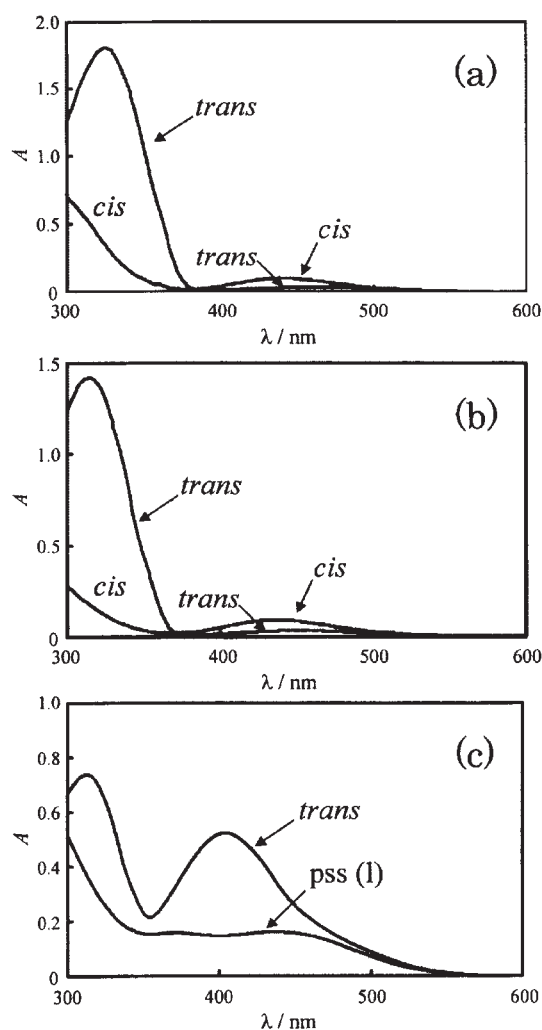 2.0
(a)
1.5
trans
A
1.0
cis
0.5
trans
cis
0
300
400
500
600
λ / nm
1.5
(b)
1.0
A
trans
0.5
cis
trans
cis
0
300
400
500
600
λ / nm
1.0
(c)
0.8
trans
0.6
A
pss (l)
0.4
0.2
0
300
400
500
600
λ / nm